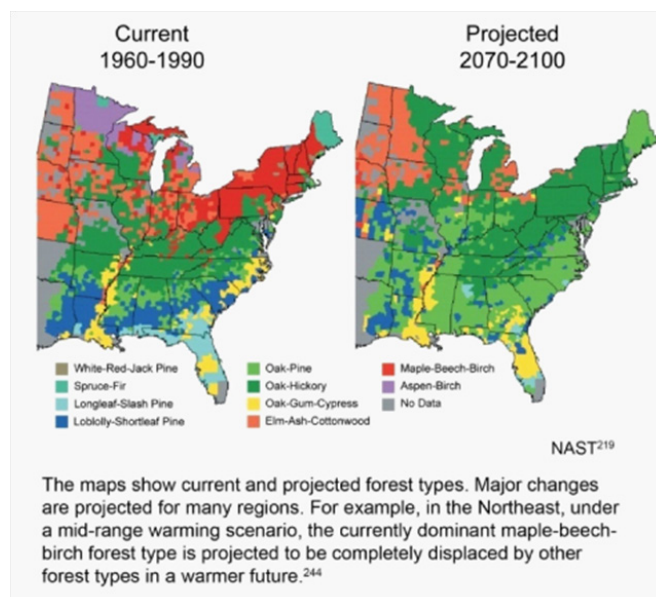 Current
1960-1990
Projected
2070-2100
White-Red-Jack Pine
Spruce-Fir
Longleaf-Slash Pine
Loblolly-Shortleaf Pine
Oak-Pine
Oak-Hickory
Oak-Gum-Cypress
Elm-Ash-Cottonwood
Maple-Beech-Birch
Aspen-Birch
No Data
NAST²¹⁹
The maps show current and projected forest types. Major changes
are projected for many regions. For example, in the Northeast, under
a mid-range warming scenario, the currently dominant maple-beech-
birch forest type is projected to be completely displaced by other
forest types in a warmer future.²⁴⁴